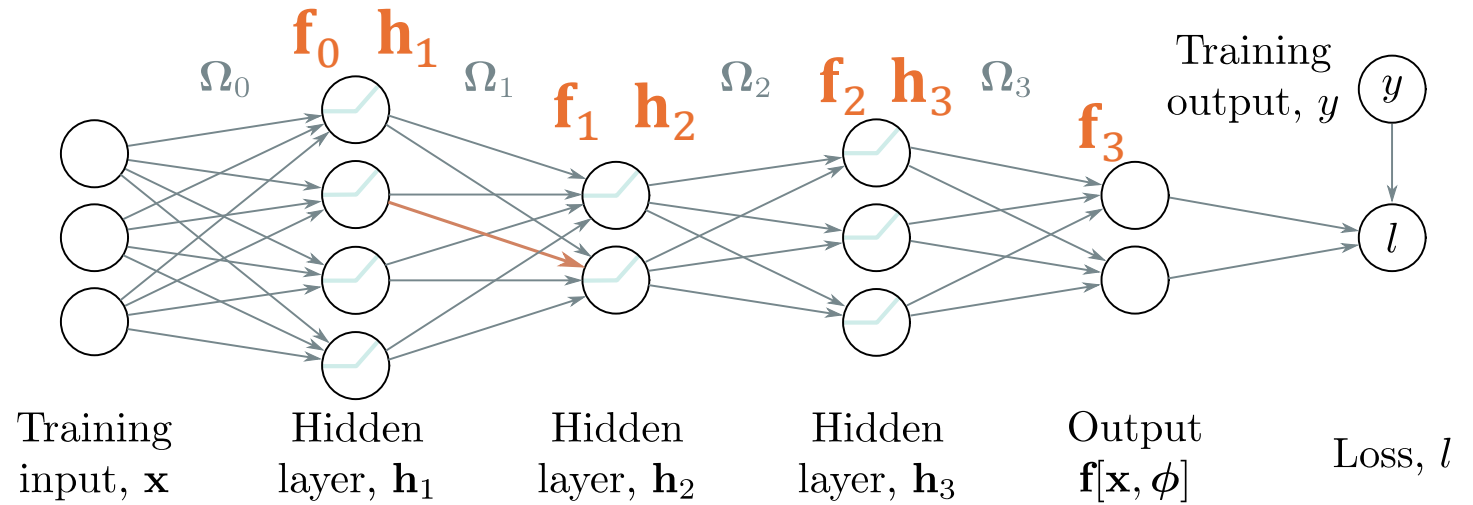 f₀ h₁
Ω₀
Ω₁
f₁ h₂
Ω₂
f₂ h₃
Ω₃
f₃
Training
output, y
y
l
Training
input, x
Hidden
layer, h₁
Hidden
layer, h₂
Hidden
layer, h₃
Output
f[x, ϕ]
Loss, l